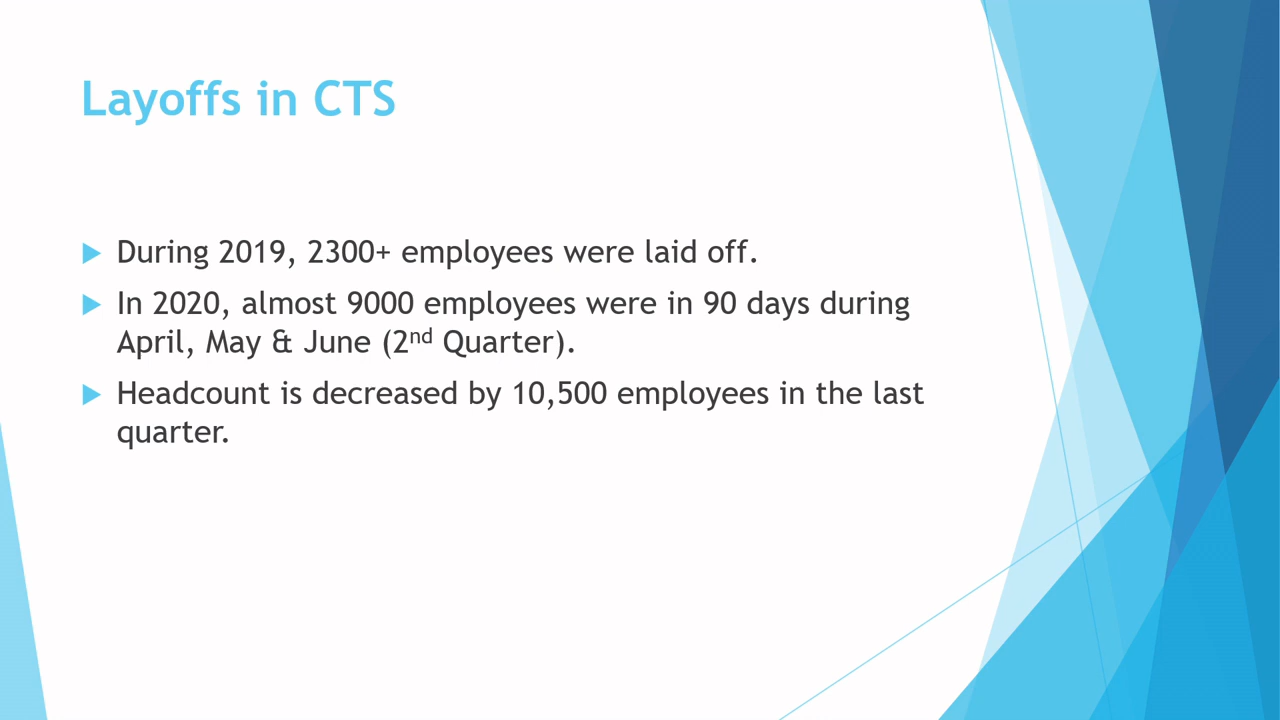 Layoffs in CTS
During 2019, 2300+ employees were laid off.
In 2020, almost 9000 employees were in 90 days during
April, May & June (2nd Quarter).
Headcount is decreased by 10,500 employees in the last
quarter.